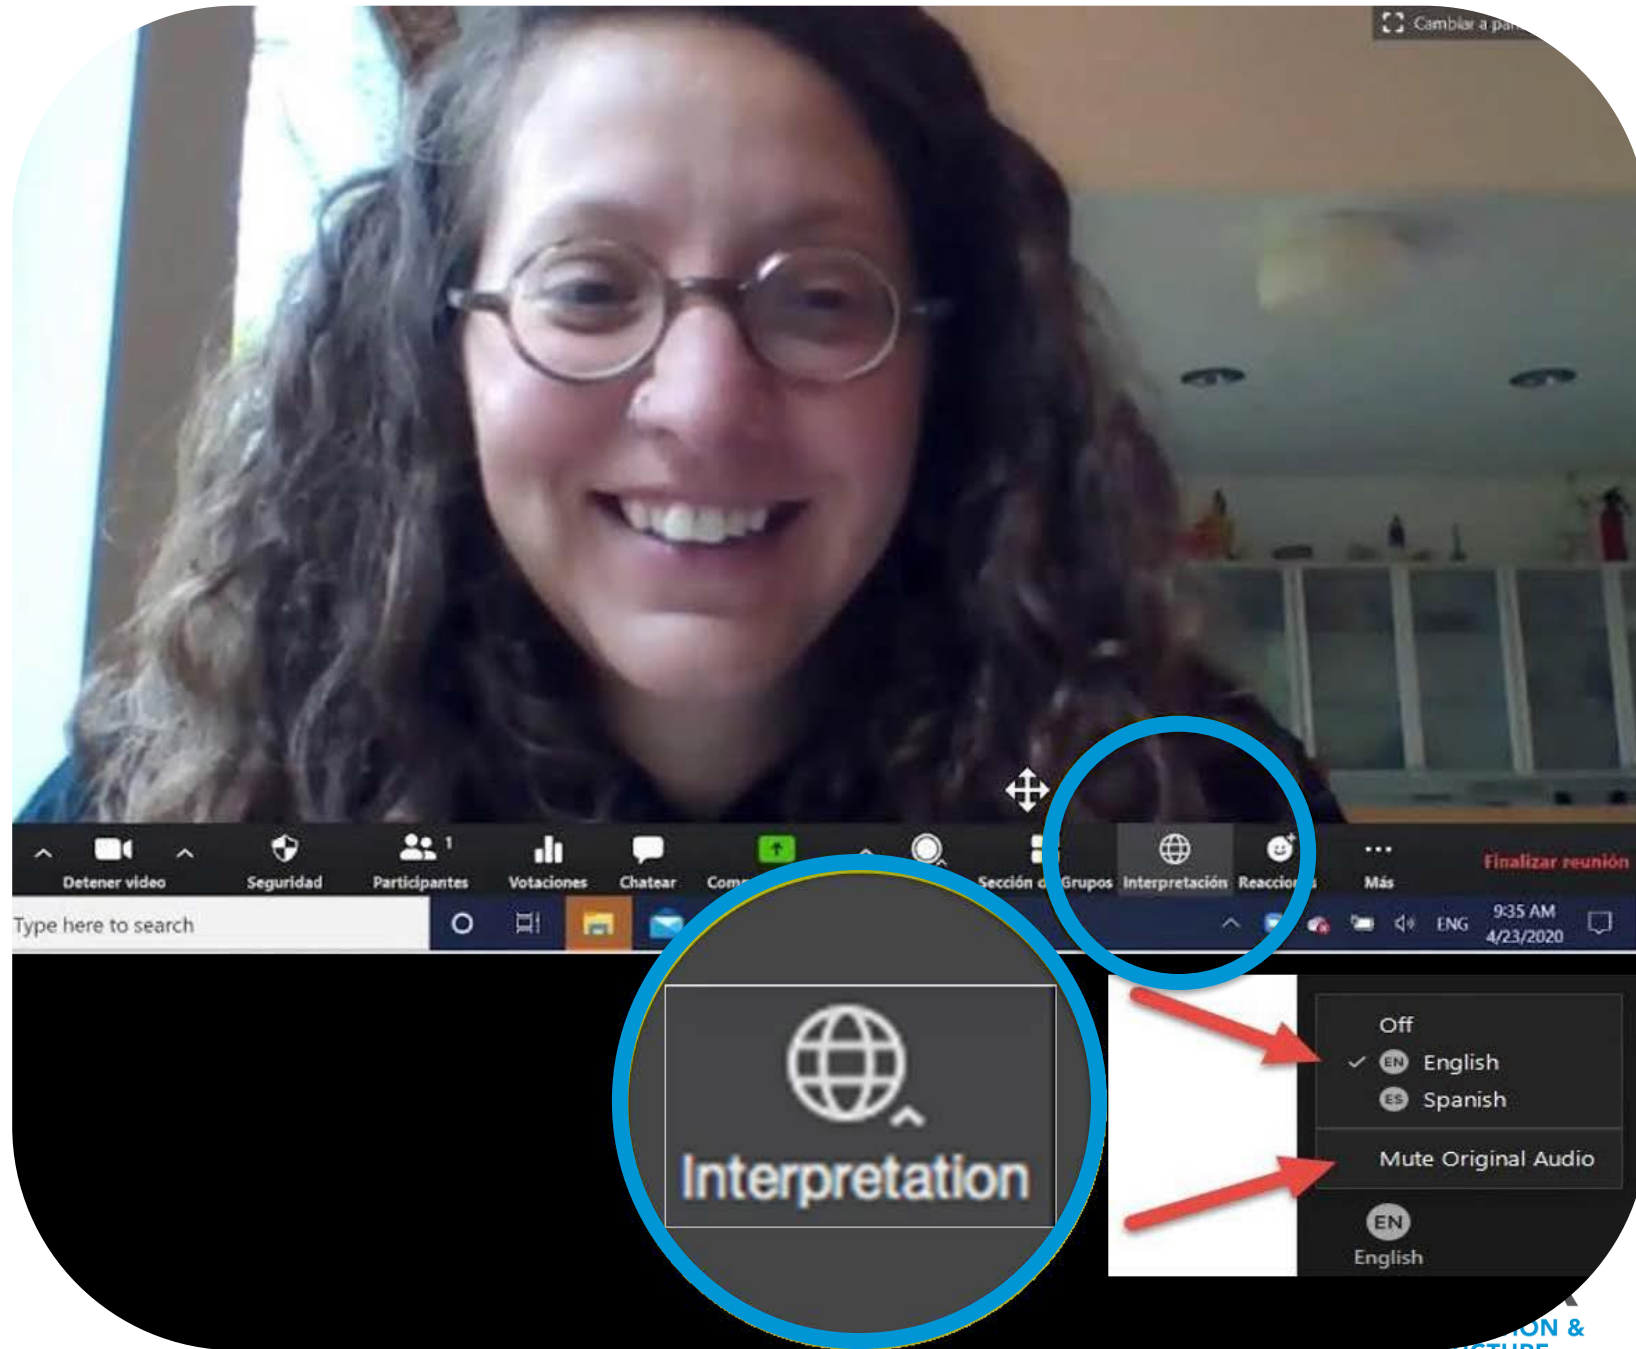 Cambiar a
Detener video
Seguridad
Participantes
1
Votaciones
Chatear
Sección
Grupos
Interpretación
Más
Finalizar reunión
Type here to search
ENG
9:35 AM
4/23/2020
Interpretation
Off
EN English
ES Spanish
Mute Original Audio
EN
English
&